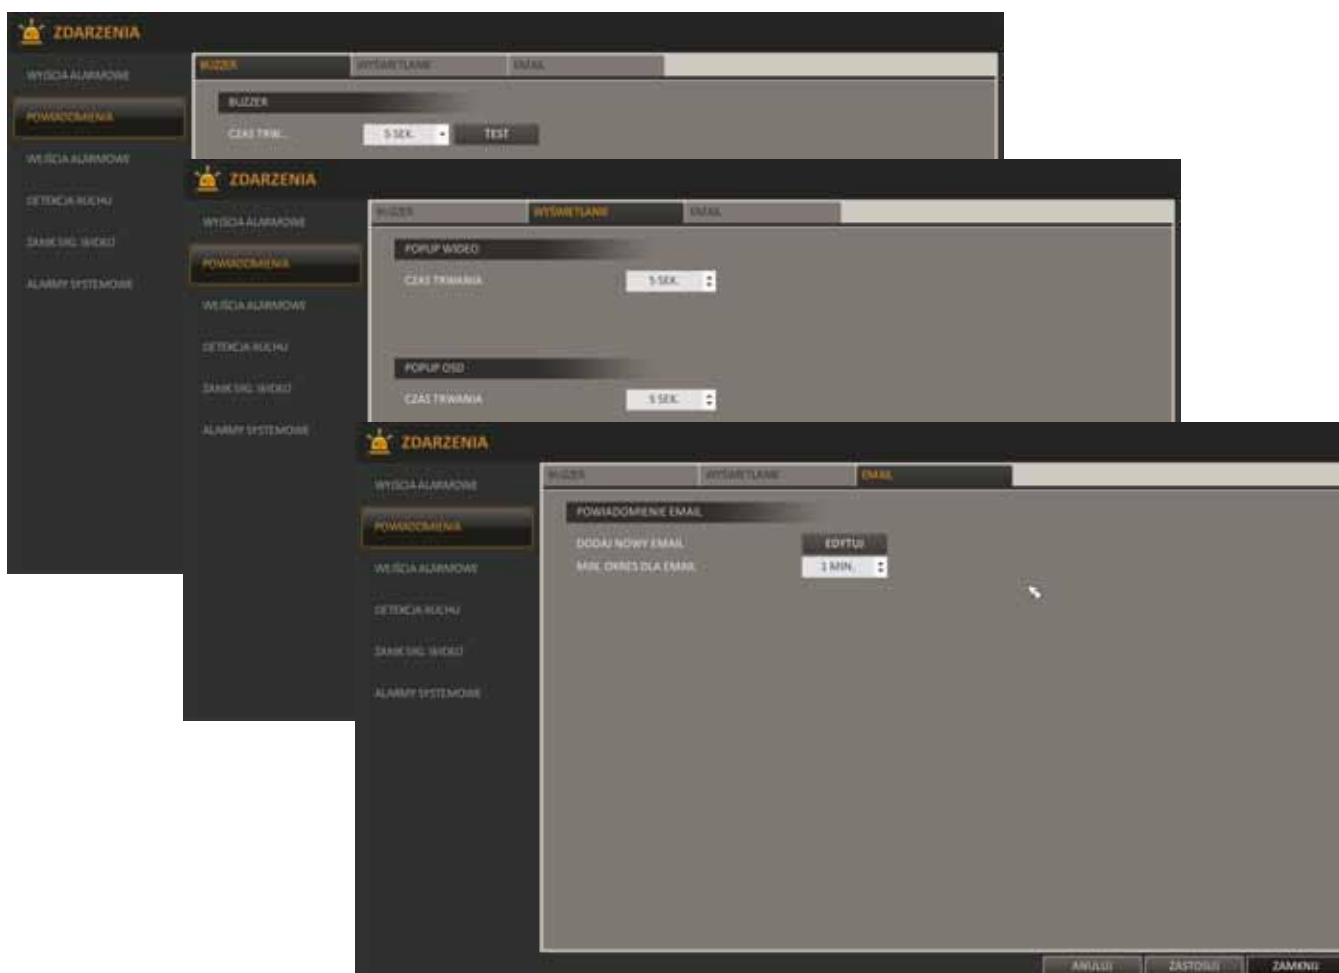 ZDARZENIA
WYJŚCIA ALARMOWE
POWIADOMIENIA
WEJŚCIA ALARMOWE
DETEKCJA RUCHU
ZANIK SYG. WIDEO
ALARMY SYSTEMOWE
BUZZER WYŚWIETLANIE EMAIL
BUZZER
CZAS TRW... 5 SEK. TEST
ZDARZENIA
WYJŚCIA ALARMOWE
POWIADOMIENIA
WEJŚCIA ALARMOWE
DETEKCJA RUCHU
ZANIK SYG. WIDEO
ALARMY SYSTEMOWE
BUZZER WYŚWIETLANIE EMAIL
POPUP WIDEO
CZAS TRWANIA 5 SEK.
POPUP OSD
CZAS TRWANIA 5 SEK.
ZDARZENIA
WYJŚCIA ALARMOWE
POWIADOMIENIA
WEJŚCIA ALARMOWE
DETEKCJA RUCHU
ZANIK SYG. WIDEO
ALARMY SYSTEMOWE
BUZZER WYŚWIETLANIE EMAIL
POWIADOMIENIE EMAIL
DODAJ NOWY EMAIL EDYTUJ
MIN. OKRES DLA EMAIL 1 MIN.
ANULUJ ZASTOSUJ ZAMKNIJ